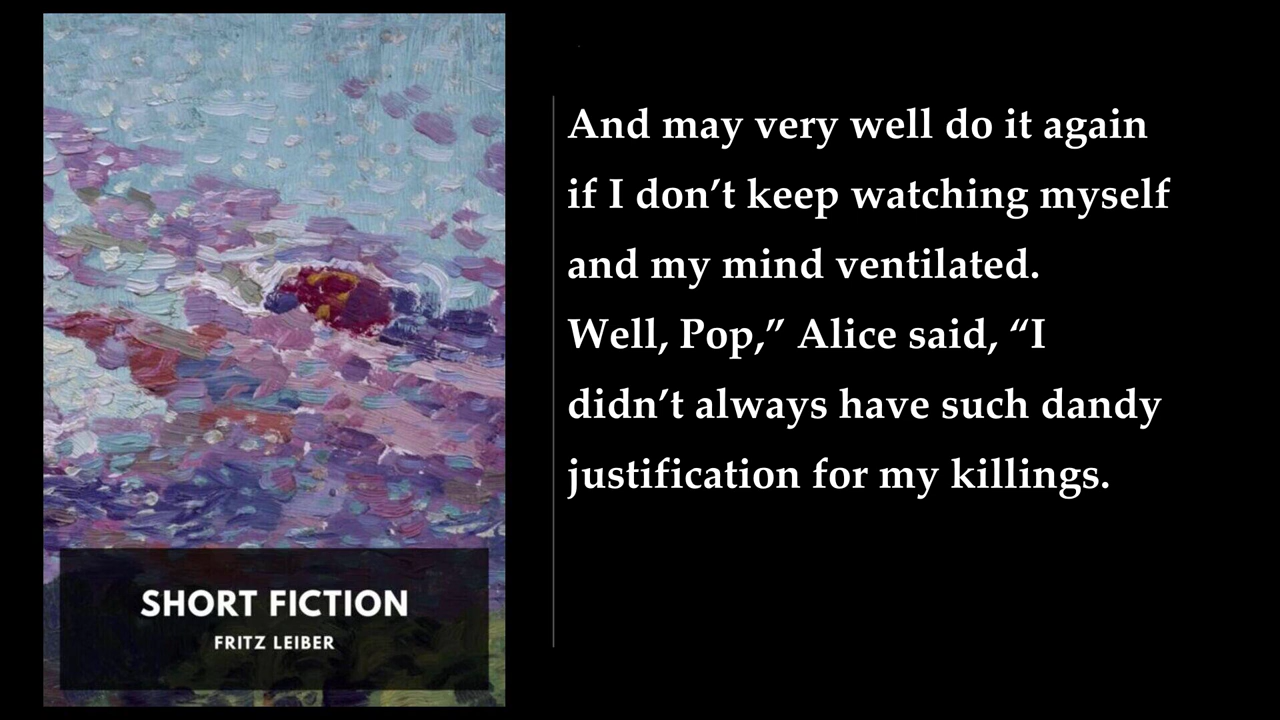 And may very well do it again
if I don’t keep watching myself
and my mind ventilated.
Well, Pop,” Alice said, “I
didn’t always have such dandy
justification for my killings.
SHORT FICTION
FRITZ LEIBER